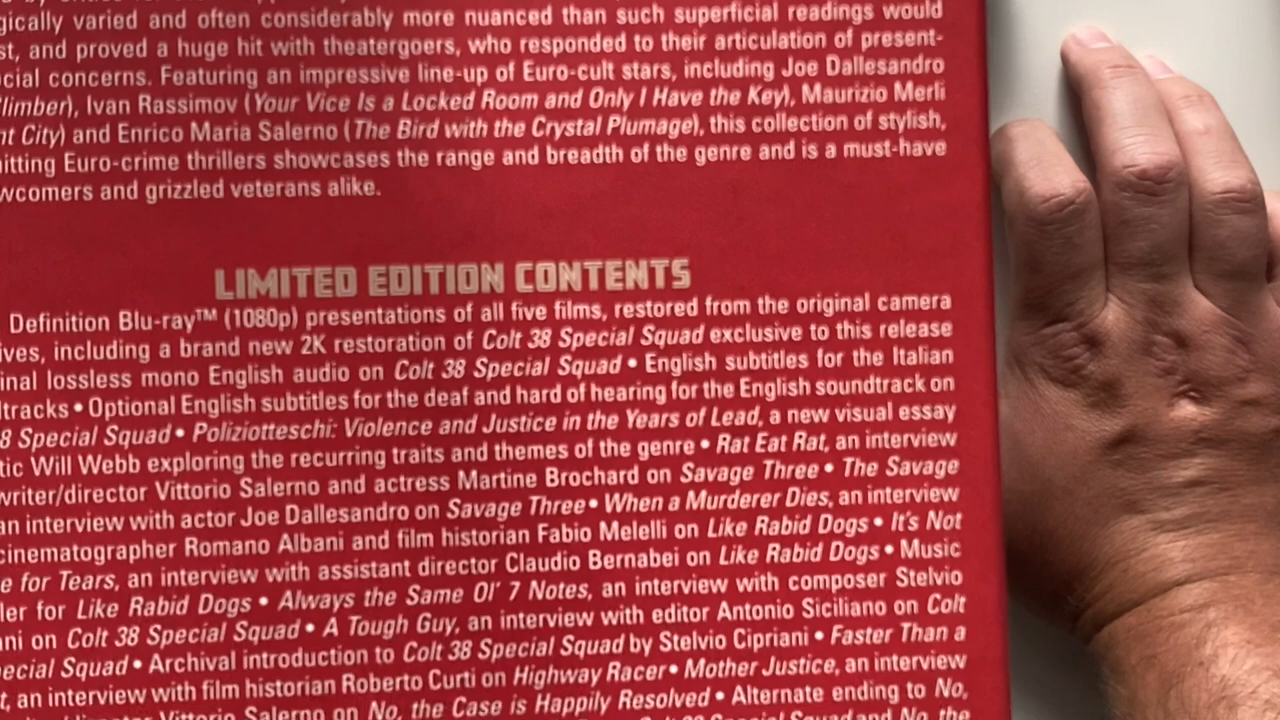 gically varied and often considerably more nuanced than such superficial readings would
st, and proved a huge hit with theatergoers, who responded to their articulation of present-
cial concerns. Featuring an impressive line-up of Euro-cult stars, including Joe Dallesandro
limber), Ivan Rassimov (Your Vice Is a Locked Room and Only I Have the Key), Maurizio Merli
nt City) and Enrico Maria Salerno (The Bird with the Crystal Plumage), this collection of stylish,
itting Euro-crime thrillers showcases the range and breadth of the genre and is a must-have
wcomers and grizzled veterans alike.
LIMITED EDITION CONTENTS
Definition Blu-ray™ (1080p) presentations of all five films, restored from the original camera
ives, including a brand new 2K restoration of Colt 38 Special Squad exclusive to this release
inal lossless mono English audio on Colt 38 Special Squad • English subtitles for the Italian
dtracks • Optional English subtitles for the deaf and hard of hearing for the English soundtrack on
8 Special Squad • Poliziotteschi: Violence and Justice in the Years of Lead, a new visual essay
tic Will Webb exploring the recurring traits and themes of the genre • Rat Eat Rat, an interview
writer/director Vittorio Salerno and actress Martine Brochard on Savage Three • The Savage
an interview with actor Joe Dallesandro on Savage Three • When a Murderer Dies, an interview
cinematographer Romano Albani and film historian Fabio Melelli on Like Rabid Dogs • It's Not
e for Tears, an interview with assistant director Claudio Bernabei on Like Rabid Dogs • Music
ler for Like Rabid Dogs • Always the Same Ol' 7 Notes, an interview with composer Stelvio
ani on Colt 38 Special Squad • A Tough Guy, an interview with editor Antonio Siciliano on Colt
pecial Squad • Archival introduction to Colt 38 Special Squad by Stelvio Cipriani • Faster Than a
t, an interview with film historian Roberto Curti on Highway Racer • Mother Justice, an interview
Vittorio Salerno on No, the Case is Happily Resolved • Alternate ending to No,
Colt 38 Special Squad and No, the